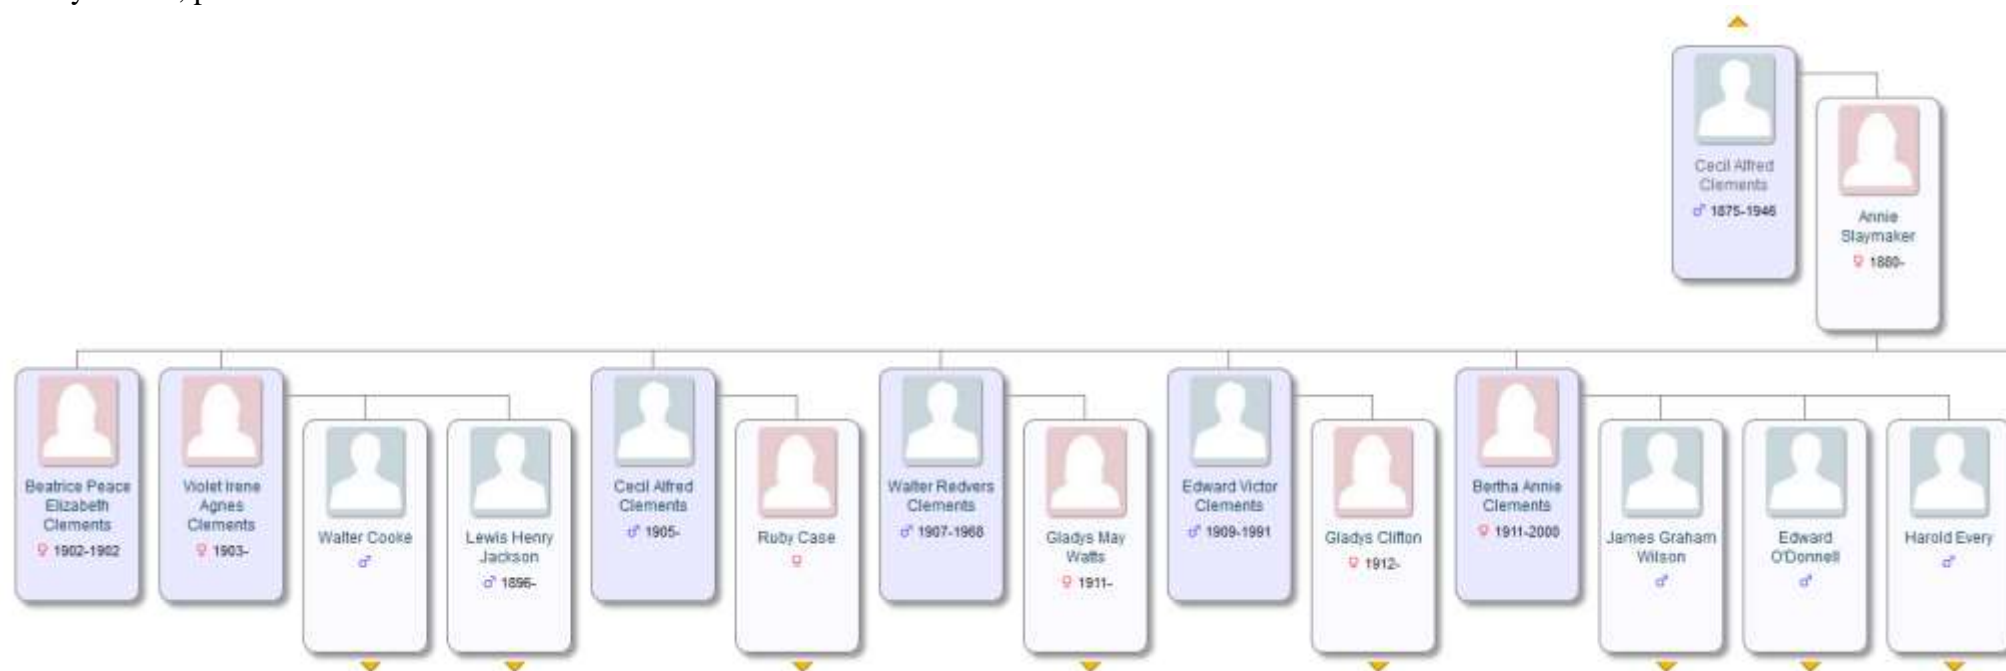 Cecil Alfred
Clements
♂ 1875-1946
Annie
Slaymaker
♀ 1880-
Beatrice Peace
Elizabeth
Clements
♀ 1902-1902
Violet Irene
Agnes
Clements
♀ 1903-
Walter Cooke
♂
Lewis Henry
Jackson
♂ 1896-
Cecil Alfred
Clements
♂ 1905-
Ruby Case
♀
Walter Redvers
Clements
♂ 1907-1968
Gladys May
Watts
♀ 1911-
Edward Victor
Clements
♂ 1909-1991
Gladys Clifton
♀ 1912-
Bertha Annie
Clements
♀ 1911-2000
James Graham
Wilson
♂
Edward
O'Donnell
♂
Harold Every
♂